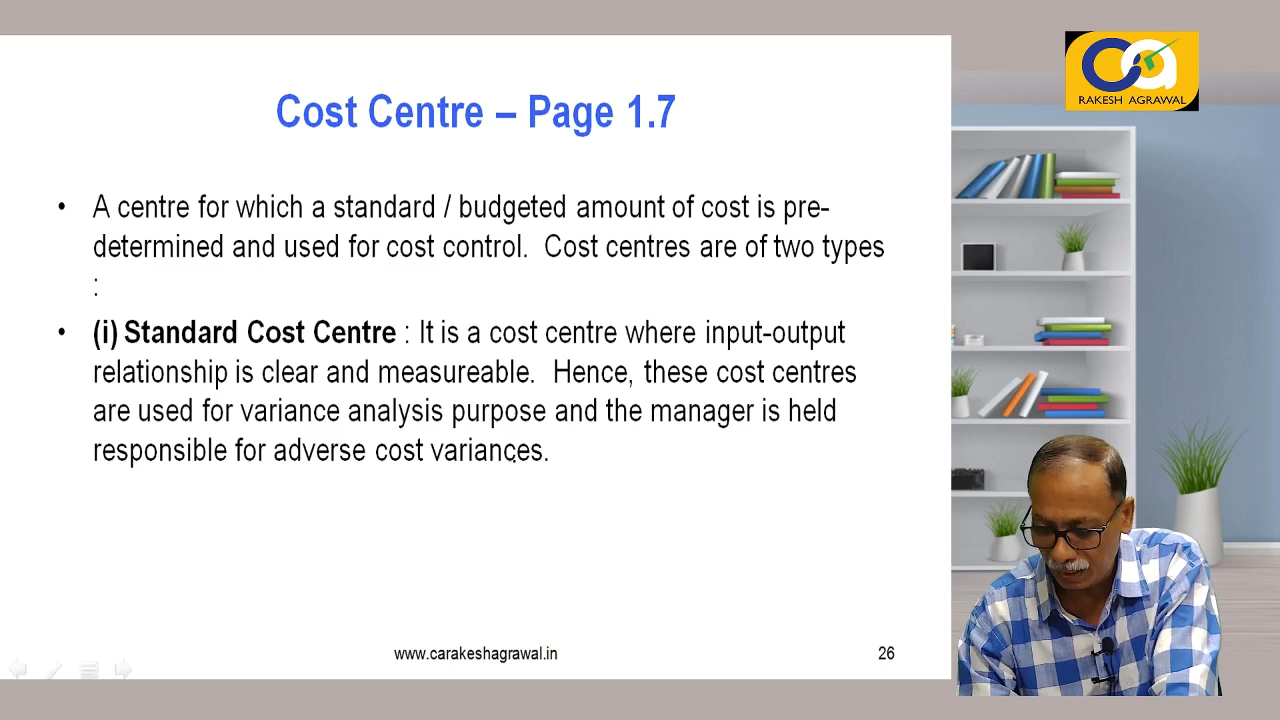 Cost Centre – Page 1.7
• A centre for which a standard / budgeted amount of cost is pre-
determined and used for cost control. Cost centres are of two types
:
• (i) Standard Cost Centre : It is a cost centre where input-output
relationship is clear and measureable. Hence, these cost centres
are used for variance analysis purpose and the manager is held
responsible for adverse cost variances.
www.carakeshagrawal.in
26
ca
RAKESH AGRAWAL